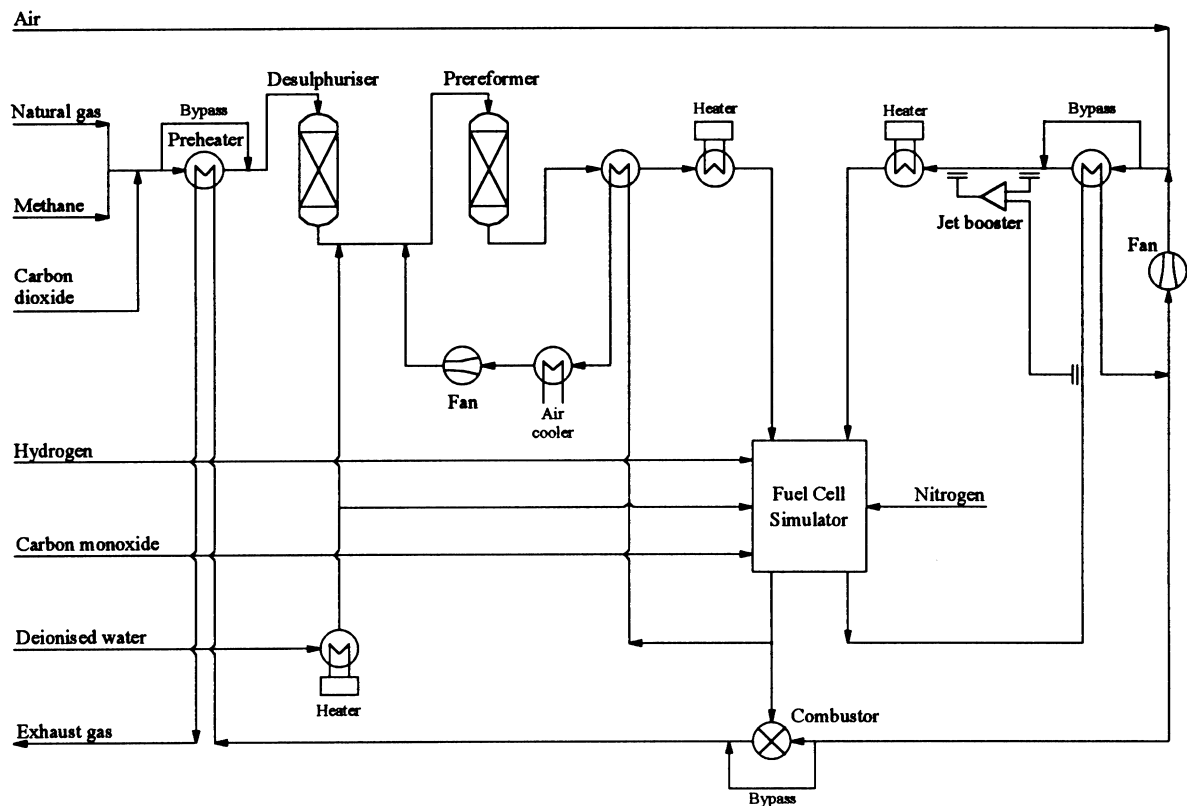 Air
Desulphuriser
Prereformer
Natural gas
Bypass
Preheater
Heater
Heater
Bypass
Methane
Jet booster
Carbon
dioxide
Fan
Fan
Air
cooler
Hydrogen
Fuel Cell
Simulator
Nitrogen
Carbon monoxide
Deionised water
Heater
Combustor
Exhaust gas
Bypass